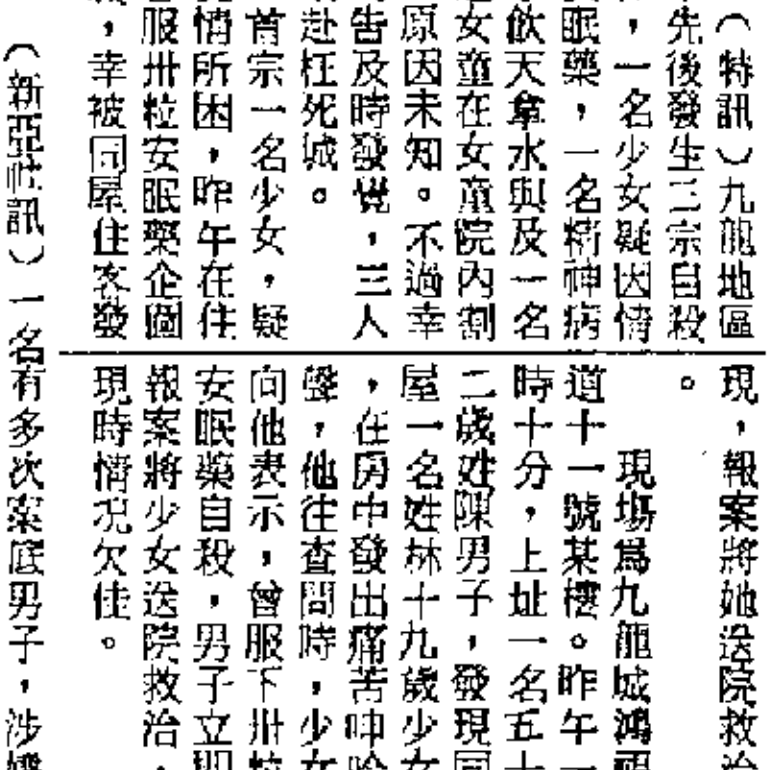 （特訊）九龍地區
先後發生三宗自殺
，一名少女疑因情
眠藥，一名精神病
飲天拿水與及一名
女童在女童院內割
原因未知。不過幸
告及時發覺，三人
赴枉死城。
首宗一名少女，疑
情所困，昨午在住
服卅粒安眠藥企圖
，幸被同屋住客發
現，報案將她送院救治
。
現場爲九龍城鴻福
道十一號某樓。昨午一
時十分，上址一名五十
二歲姓陳男子，發現同
屋一名姓林十九歲少女
，在房中發出痛苦呻吟
聲，他往查問時，少女
向他表示，曾服下卅粒
安眠藥自殺，男子立即
報案將少女送院救治，
現時情况欠佳。
（新亞社訊）一名有多次案底男子，涉嫌